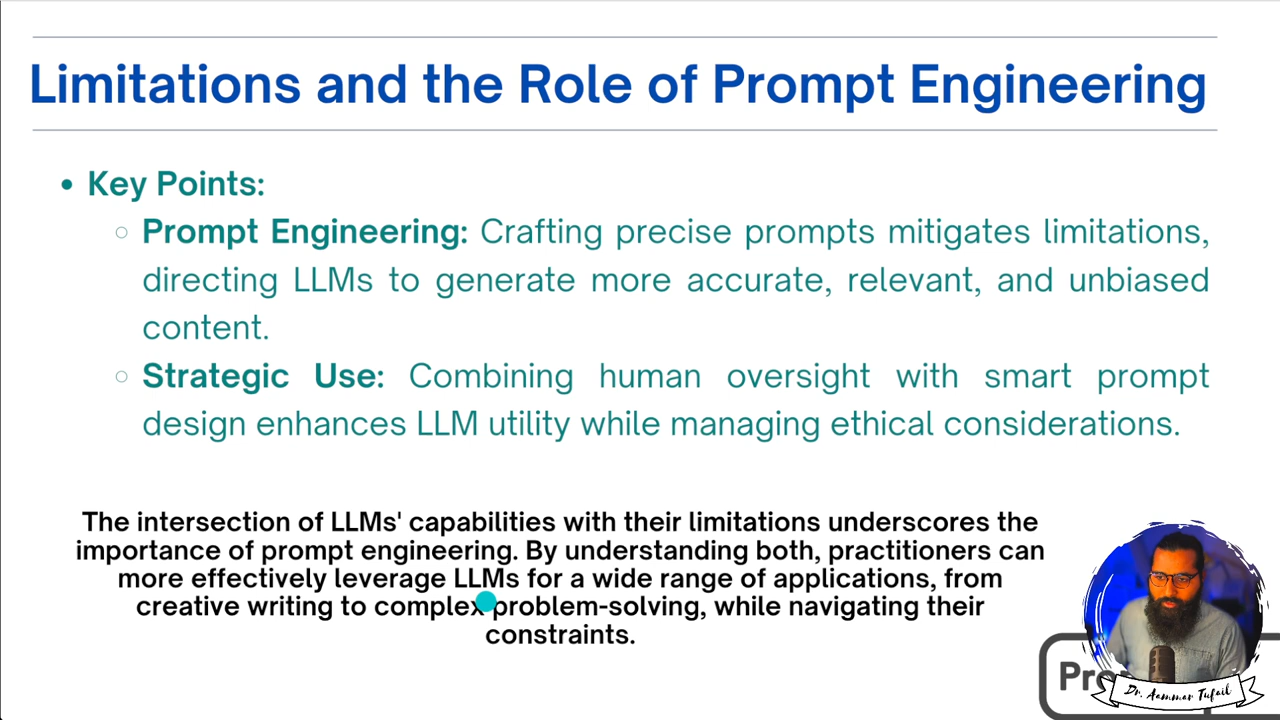 Limitations and the Role of Prompt Engineering
Key Points:
Prompt Engineering: Crafting precise prompts mitigates limitations,
directing LLMs to generate more accurate, relevant, and unbiased
content.
Strategic Use: Combining human oversight with smart prompt
design enhances LLM utility while managing ethical considerations.
The intersection of LLMs' capabilities with their limitations underscores the
importance of prompt engineering. By understanding both, practitioners can
more effectively leverage LLMs for a wide range of applications, from
creative writing to complex problem-solving, while navigating their
constraints.
Dr. Aammar Tufail